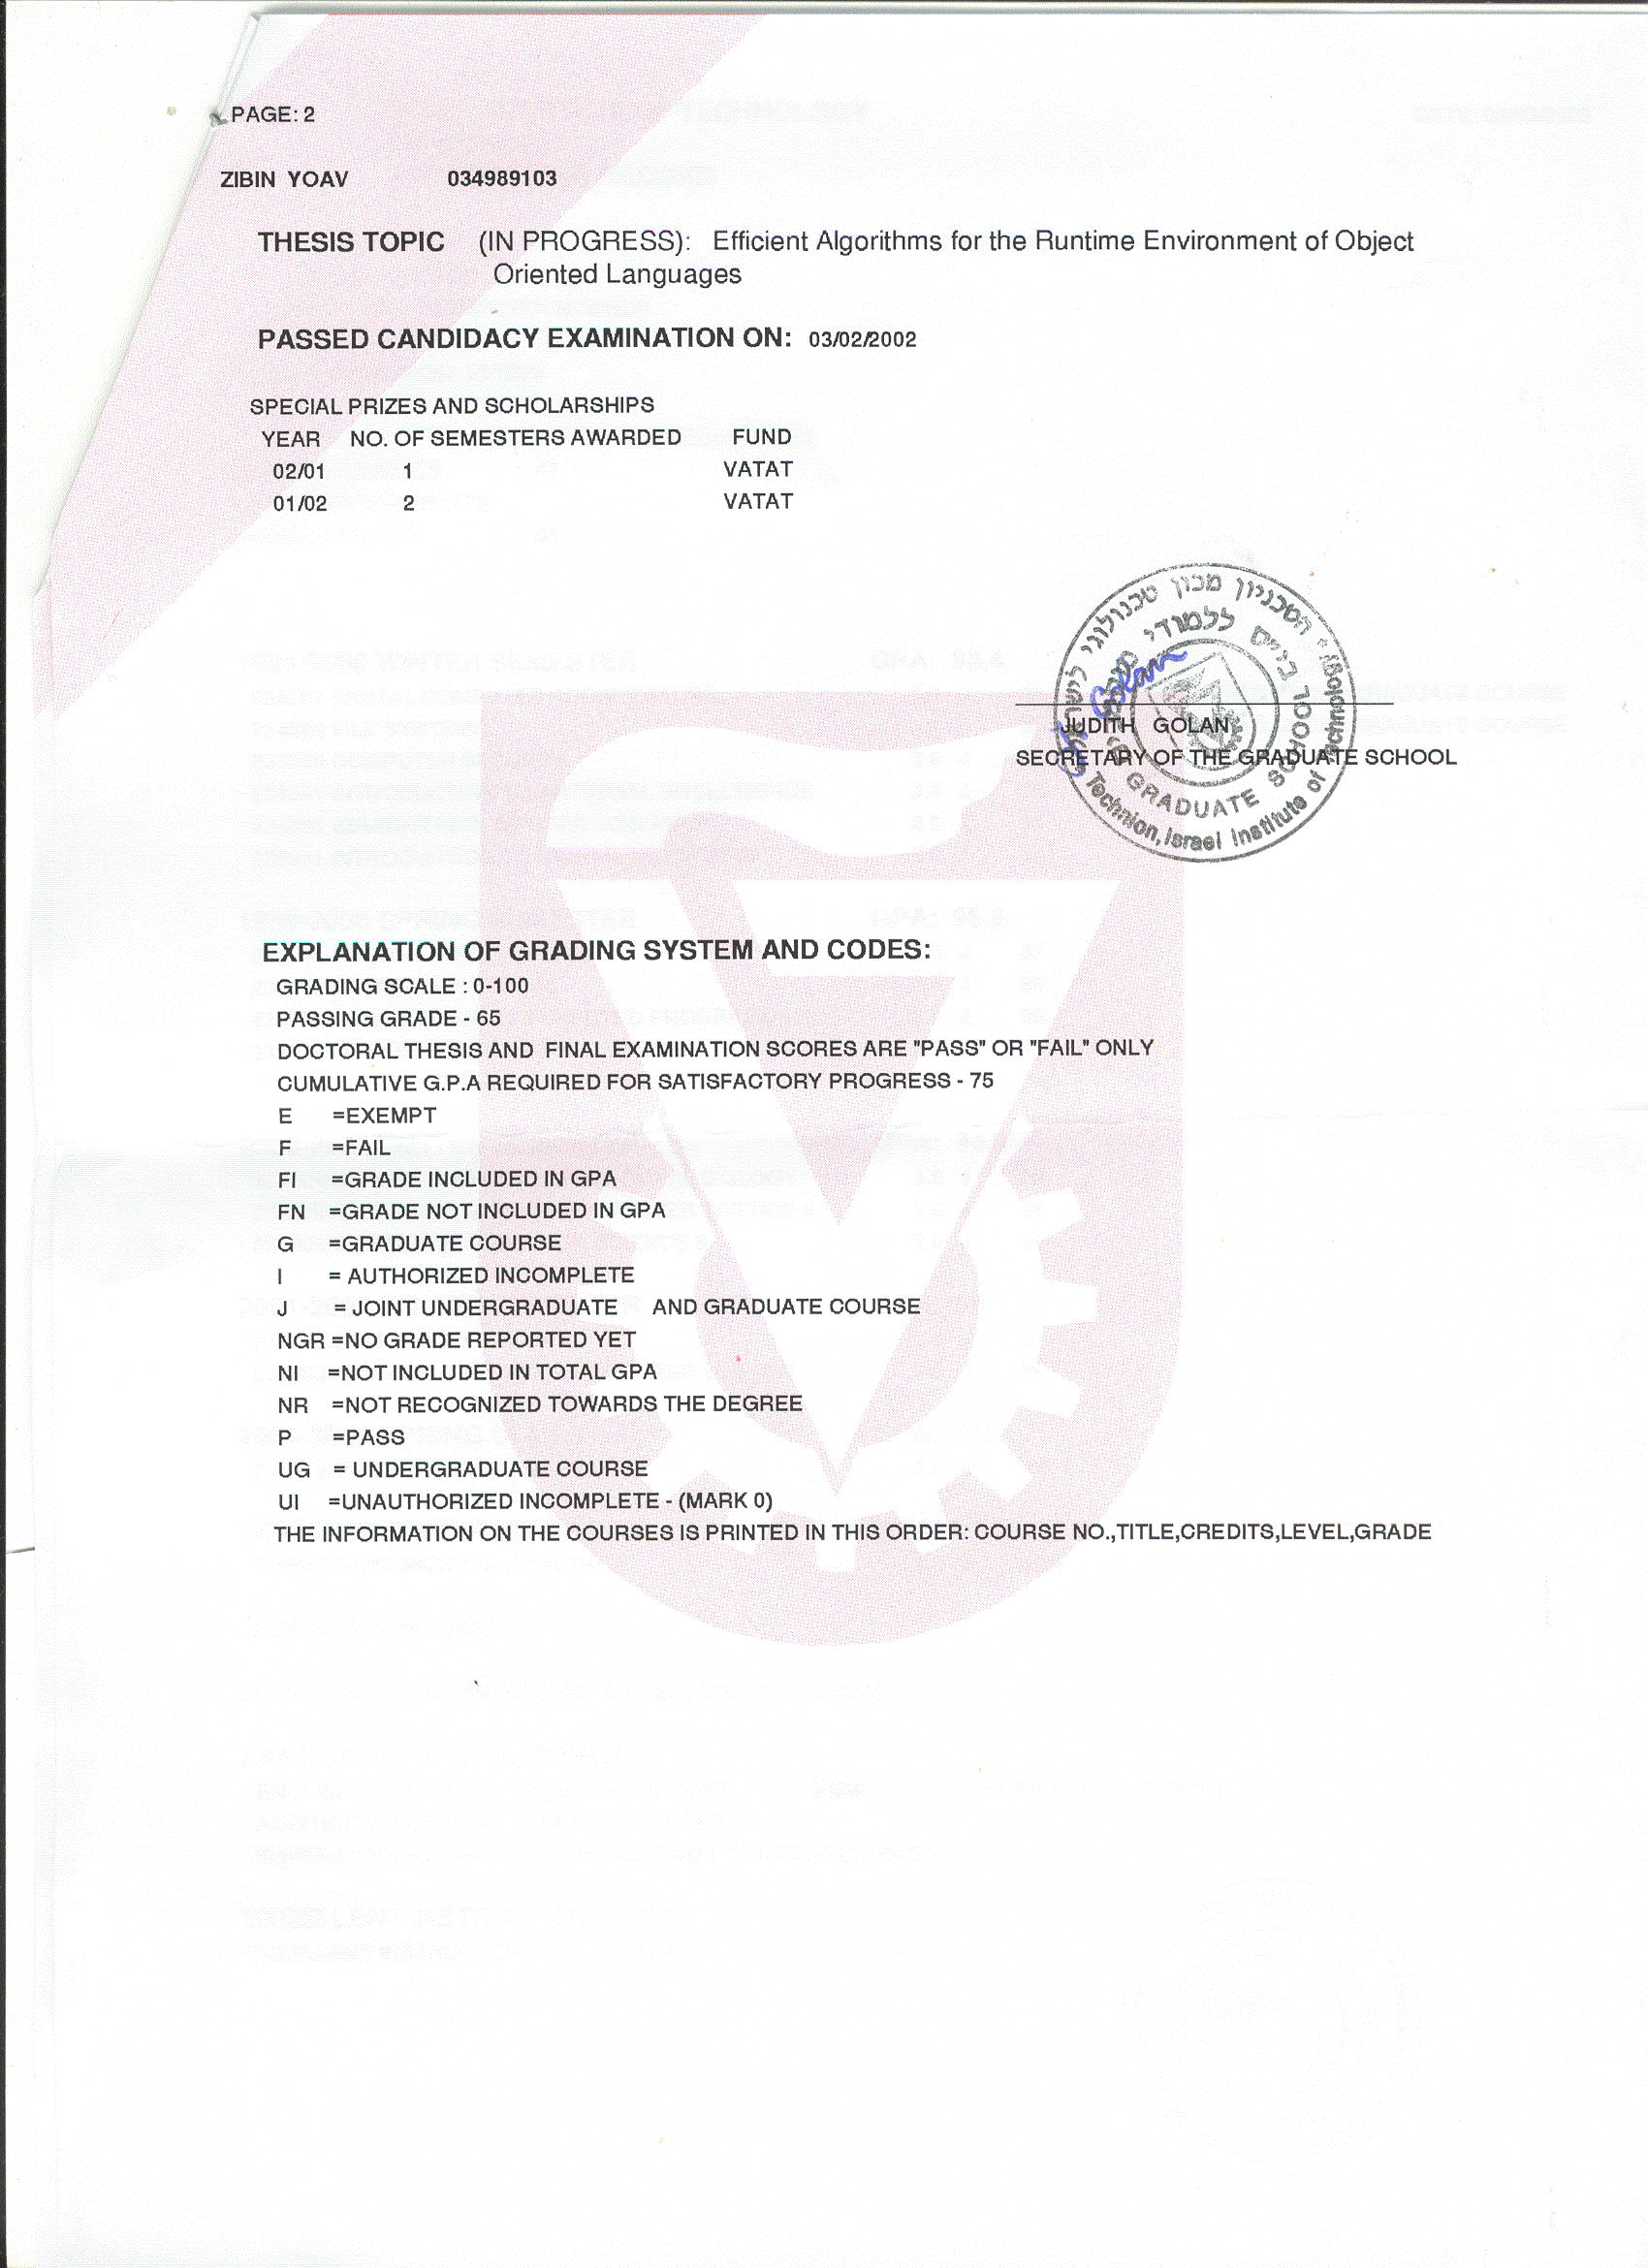 PAGE: 2
ZIBIN YOAV 034989103
THESIS TOPIC (IN PROGRESS): Efficient Algorithms for the Runtime Environment of Object
Oriented Languages
PASSED CANDIDACY EXAMINATION ON: 03/02/2002
SPECIAL PRIZES AND SCHOLARSHIPS
YEAR NO. OF SEMESTERS AWARDED FUND
02/01 1 VATAT
01/02 2 VATAT
הטכניון מכון טכנולוגי לישראל
בי"ס ללמודי מוסמכים
Golan
JUDITH GOLAN
SECRETARY OF THE GRADUATE SCHOOL
GRADUATE SCHOOL
Technion, Israel Institute of Technology
EXPLANATION OF GRADING SYSTEM AND CODES:
GRADING SCALE : 0-100
PASSING GRADE - 65
DOCTORAL THESIS AND FINAL EXAMINATION SCORES ARE "PASS" OR "FAIL" ONLY
CUMULATIVE G.P.A REQUIRED FOR SATISFACTORY PROGRESS - 75
E =EXEMPT
F =FAIL
FI =GRADE INCLUDED IN GPA
FN =GRADE NOT INCLUDED IN GPA
G =GRADUATE COURSE
I = AUTHORIZED INCOMPLETE
J = JOINT UNDERGRADUATE AND GRADUATE COURSE
NGR =NO GRADE REPORTED YET
NI =NOT INCLUDED IN TOTAL GPA
NR =NOT RECOGNIZED TOWARDS THE DEGREE
P =PASS
UG = UNDERGRADUATE COURSE
UI =UNAUTHORIZED INCOMPLETE - (MARK 0)
THE INFORMATION ON THE COURSES IS PRINTED IN THIS ORDER: COURSE NO.,TITLE,CREDITS,LEVEL,GRADE